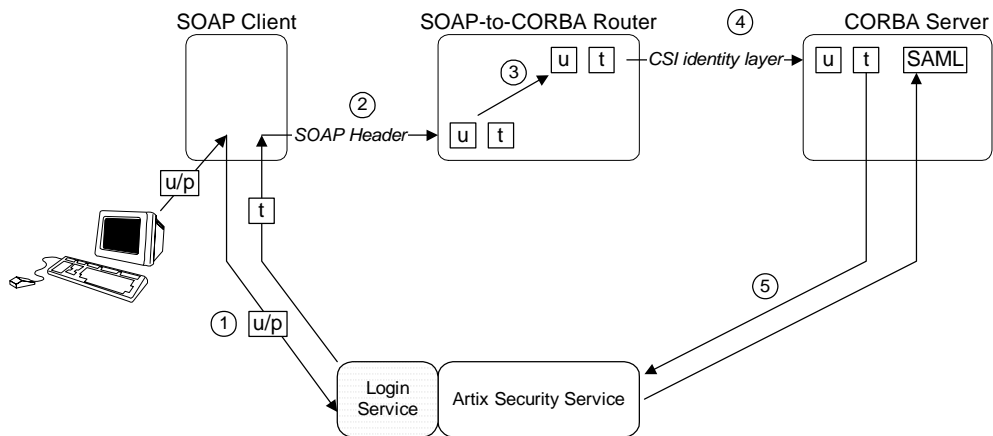 SOAP Client
SOAP-to-CORBA Router
4
CORBA Server
u t
CSI identity layer
u t SAML
3
2
SOAP Header
u t
u/p
t
5
1
u/p
Login
Service
Artix Security Service